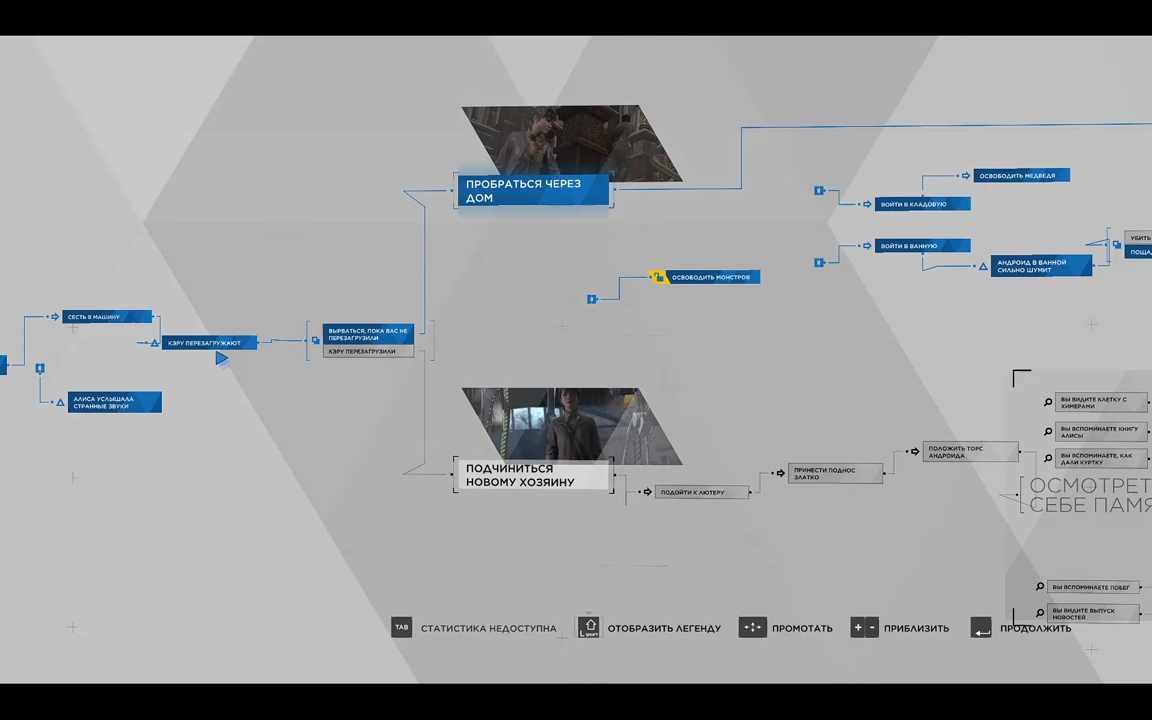 ПРОБРАТЬСЯ ЧЕРЕЗ
ДОМ
ОСВОБОДИТЬ МЕДВЕДЯ
ВОЙТИ В КЛАДОВУЮ
ВОЙТИ В ВАННУЮ
УБИТЬ
ПОЩА
АНДРОИД В ВАННОЙ
СИЛЬНО ШУМИТ
ОСВОБОДИТЬ МОНСТРОВ
СЕСТЬ В МАШИНУ
КЭРУ ПЕРЕЗАГРУЖАЮТ
ВЫРВАТЬСЯ, ПОКА ВАС НЕ
ПЕРЕЗАГРУЗИЛИ
КЭРУ ПЕРЕЗАГРУЗИЛИ
АЛИСА УСЛЫШАЛА
СТРАННЫЕ ЗВУКИ
ПОДЧИНИТЬСЯ
НОВОМУ ХОЗЯИНУ
ПОДОЙТИ К ЛЮТЕРУ
ПРИНЕСТИ ПОДНОС
ЗЛАТКО
ПОЛОЖИТЬ ТОРС
АНДРОИДА
ВЫ ВИДИТЕ КЛЕТКУ С
ХИМЕРАМИ
ВЫ ВСПОМИНАЕТЕ КНИГУ
АЛИСЫ
ВЫ ВСПОМИНАЕТЕ, КАК
ДАЛИ КУРТКУ
ОСМОТРЕТ
СЕБЕ ПАМЯ
ВЫ ВСПОМИНАЕТЕ ПОБЕГ
ВЫ ВИДИТЕ ВЫПУСК
НОВОСТЕЙ
TAB СТАТИСТИКА НЕДОСТУПНА
L SHIFT ОТОБРАЗИТЬ ЛЕГЕНДУ
ПРОМОТАТЬ
+ - ПРИБЛИЗИТЬ
ПРОДОЛЖИТЬ